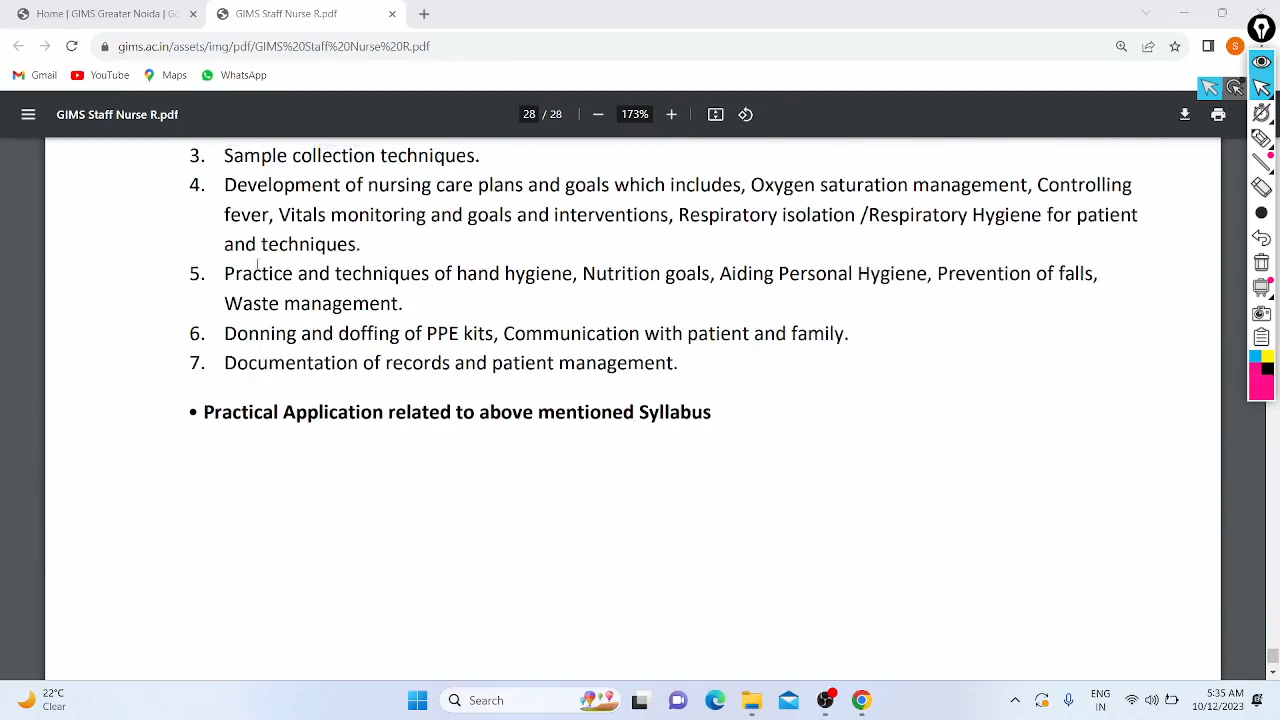 Home | GIMS Greater Noida | Go
GIMS Staff Nurse R.pdf
gims.ac.in/assets/img/pdf/GIMS%20Staff%20Nurse%20R.pdf
S
Gmail
YouTube
Maps
WhatsApp
GIMS Staff Nurse R.pdf
28 / 28
173%
3. Sample collection techniques.
4. Development of nursing care plans and goals which includes, Oxygen saturation management, Controlling
fever, Vitals monitoring and goals and interventions, Respiratory isolation /Respiratory Hygiene for patient
and techniques.
5. Practice and techniques of hand hygiene, Nutrition goals, Aiding Personal Hygiene, Prevention of falls,
Waste management.
6. Donning and doffing of PPE kits, Communication with patient and family.
7. Documentation of records and patient management.
• Practical Application related to above mentioned Syllabus
22°C
Clear
Search
ENG
IN
5:35 AM
10/12/2023